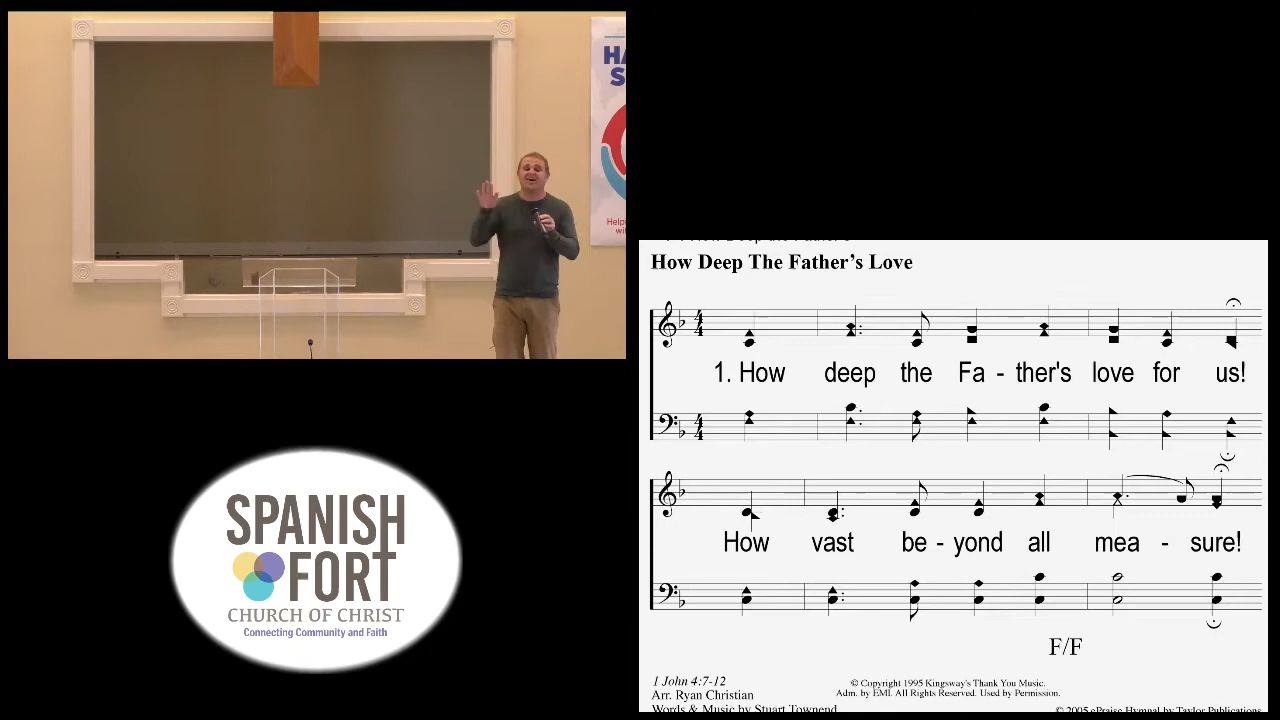 HA
S
Helpi
wil
How Deep The Father's Love
1. How deep the Fa - ther's love for us!
How vast be - yond all mea - sure!
F/F
1 John 4:7-12
Arr. Ryan Christian
Words & Music by Stuart Townend
© Copyright 1995 Kingsway's Thank You Music.
Adm. by EMI. All Rights Reserved. Used by Permission.
© 2005 ePraise Hymnal by Taylor Publications
SPANISH
FORT
CHURCH OF CHRIST
Connecting Community and Faith